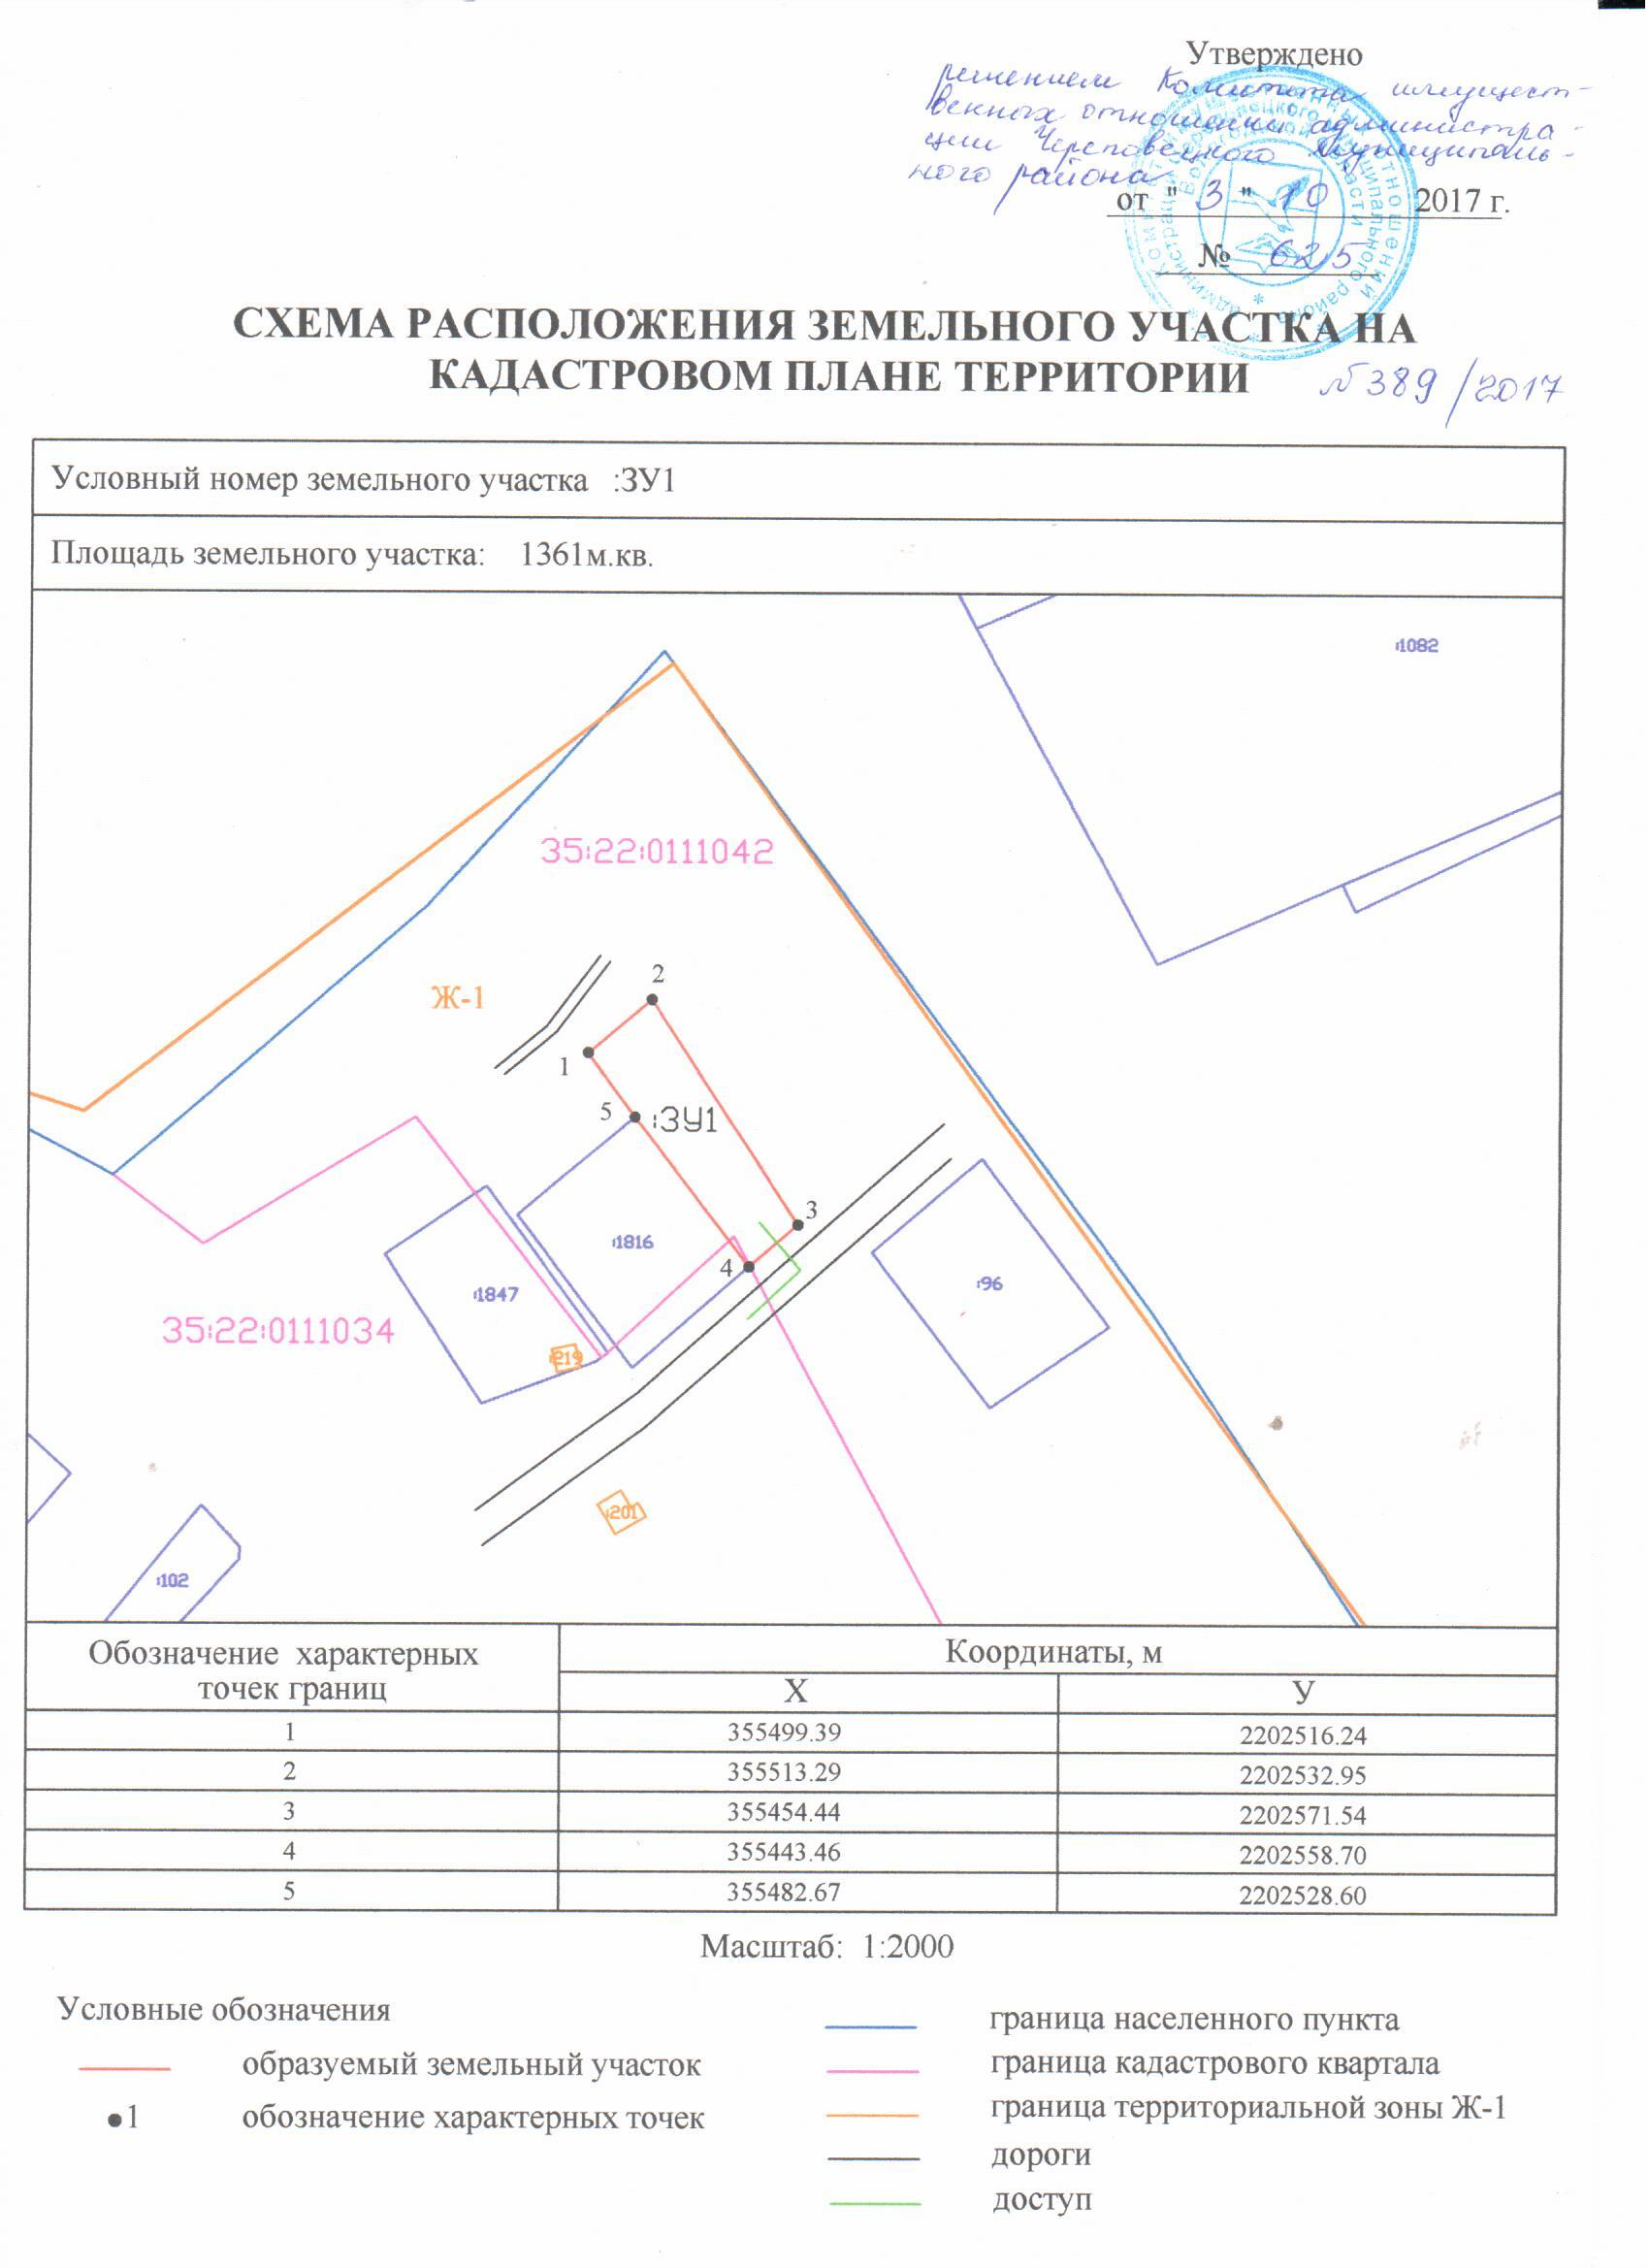 Утверждено
решением Комитета имущест-
венных отношений администра-
ции Череповецкого муниципаль-
ного района
от " 3 " 10 2017 г.
№ 625
СХЕМА РАСПОЛОЖЕНИЯ ЗЕМЕЛЬНОГО УЧАСТКА НА
КАДАСТРОВОМ ПЛАНЕ ТЕРРИТОРИИ
№389/2017
Условный номер земельного участка :ЗУ1
Площадь земельного участка: 1361м.кв.
:1082
35:22:0111042
Ж-1
2
1
5
:ЗУ1
3
:1816
4
:96
:1847
35:22:0111034
:219
:201
:102
Обозначение характерных
точек границ
Координаты, м
Х У
1 355499.39 2202516.24
2 355513.29 2202532.95
3 355454.44 2202571.54
4 355443.46 2202558.70
5 355482.67 2202528.60
Масштаб: 1:2000
Условные обозначения
образуемый земельный участок
1 обозначение характерных точек
граница населенного пункта
граница кадастрового квартала
граница территориальной зоны Ж-1
дороги
доступ